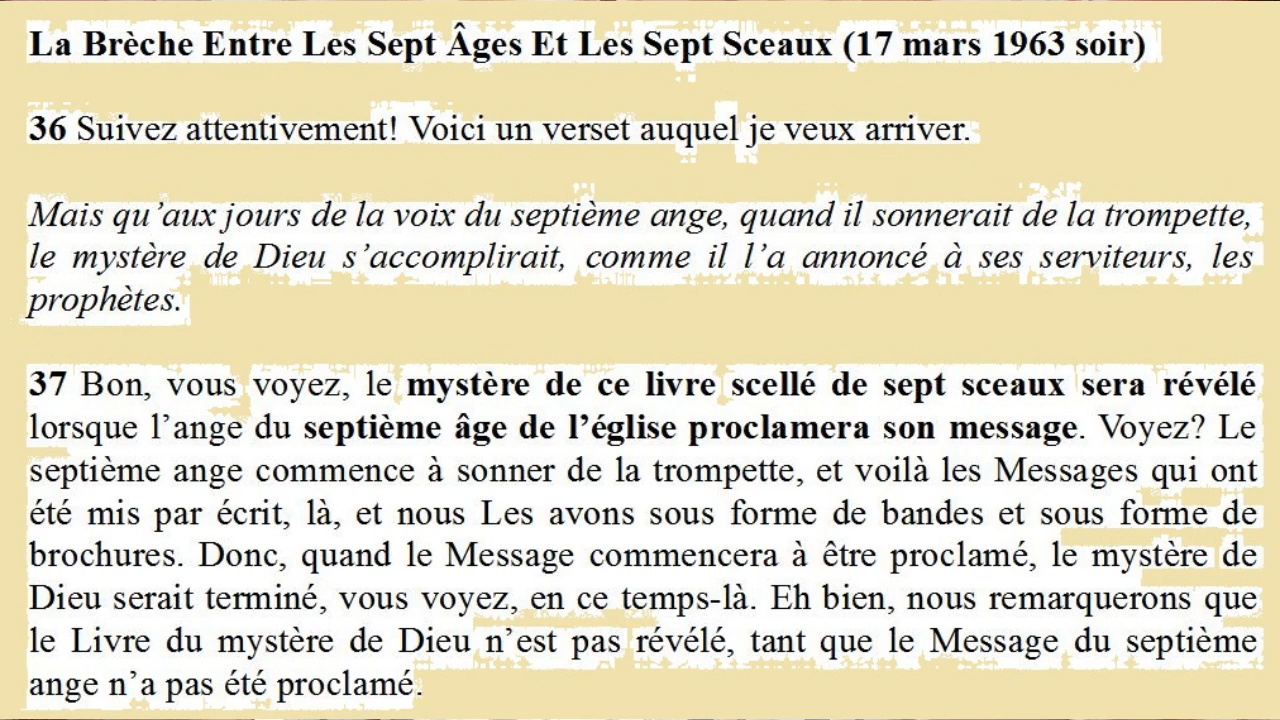 La Brèche Entre Les Sept Âges Et Les Sept Sceaux (17 mars 1963 soir)
36 Suivez attentivement! Voici un verset auquel je veux arriver.
Mais qu’aux jours de la voix du septième ange, quand il sonnerait de la trompette,
le mystère de Dieu s’accomplirait, comme il l’a annoncé à ses serviteurs, les
prophètes.
37 Bon, vous voyez, le mystère de ce livre scellé de sept sceaux sera révélé
lorsque l’ange du septième âge de l’église proclamera son message. Voyez? Le
septième ange commence à sonner de la trompette, et voilà les Messages qui ont
été mis par écrit, là, et nous Les avons sous forme de bandes et sous forme de
brochures. Donc, quand le Message commencera à être proclamé, le mystère de
Dieu serait terminé, vous voyez, en ce temps-là. Eh bien, nous remarquerons que
le Livre du mystère de Dieu n’est pas révélé, tant que le Message du septième
ange n’a pas été proclamé.